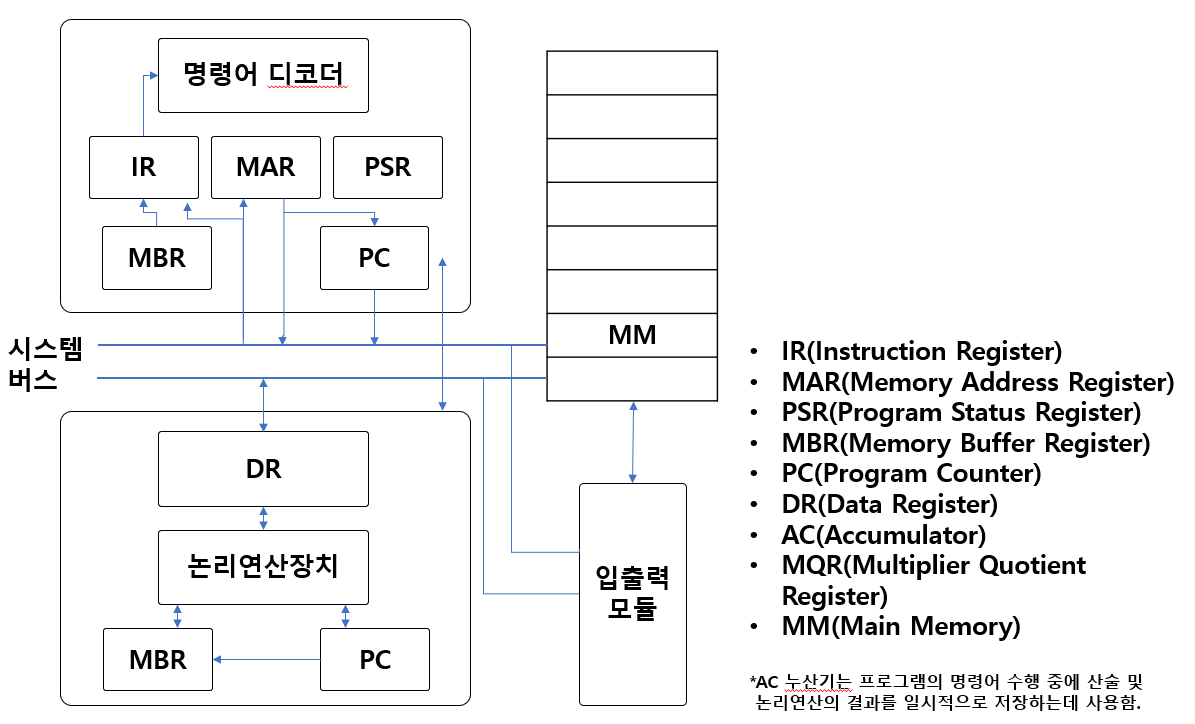 명령어 디코더
IR
MAR
PSR
MBR
PC
시스템
버스
MM
DR
논리연산장치
MBR
PC
입출력
모듈
• IR(Instruction Register)
• MAR(Memory Address Register)
• PSR(Program Status Register)
• MBR(Memory Buffer Register)
• PC(Program Counter)
• DR(Data Register)
• AC(Accumulator)
• MQR(Multiplier Quotient
Register)
• MM(Main Memory)
*AC 누산기는 프로그램의 명령어 수행 중에 산술 및
논리연산의 결과를 일시적으로 저장하는데 사용함.